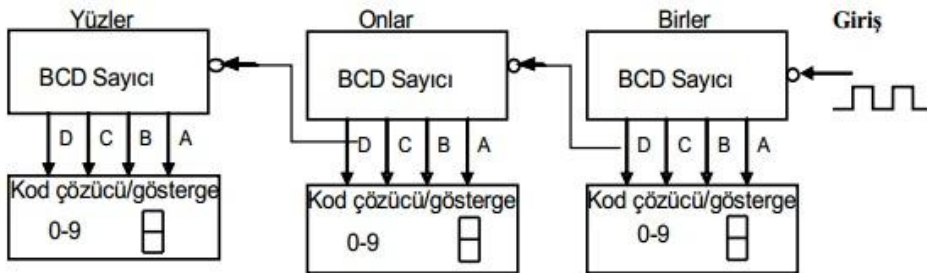 Yüzler Onlar Birler Giriş
BCD Sayıcı BCD Sayıcı BCD Sayıcı
D C B A D C B A D C B A
Kod çözücü/gösterge Kod çözücü/gösterge Kod çözücü/gösterge
0-9 0-9 0-9